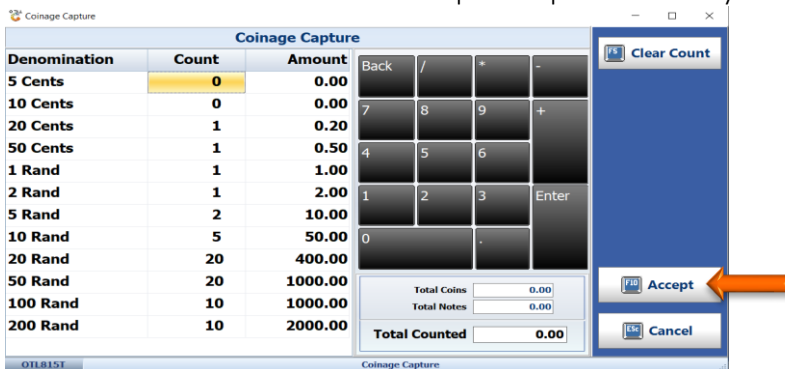 Coinage Capture
Coinage Capture
Denomination Count Amount
5 Cents 0 0.00
10 Cents 0 0.00
20 Cents 1 0.20
50 Cents 1 0.50
1 Rand 1 1.00
2 Rand 1 2.00
5 Rand 2 10.00
10 Rand 5 50.00
20 Rand 20 400.00
50 Rand 20 1000.00
100 Rand 10 1000.00
200 Rand 10 2000.00
Back / * -
7 8 9 +
4 5 6
1 2 3 Enter
0 .
Total Coins 0.00
Total Notes 0.00
Total Counted 0.00
F5 Clear Count
F10 Accept
Esc Cancel
OTL815T Coinage Capture